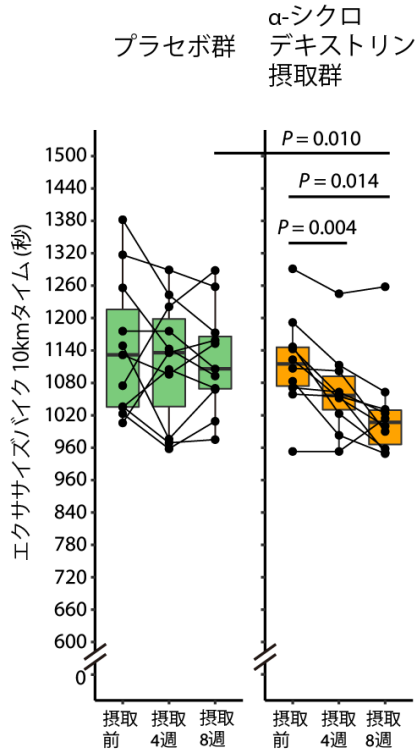 プラセボ群
α-シクロ
デキストリン
摂取群
P = 0.010
P = 0.014
P = 0.004
エクササイズバイク 10kmタイム (秒)
1500
1440
1380
1320
1260
1200
1140
1080
1020
960
960
840
780
720
660
600
0
摂取
前
摂取
4週
摂取
8週
摂取
前
摂取
4週
摂取
8週